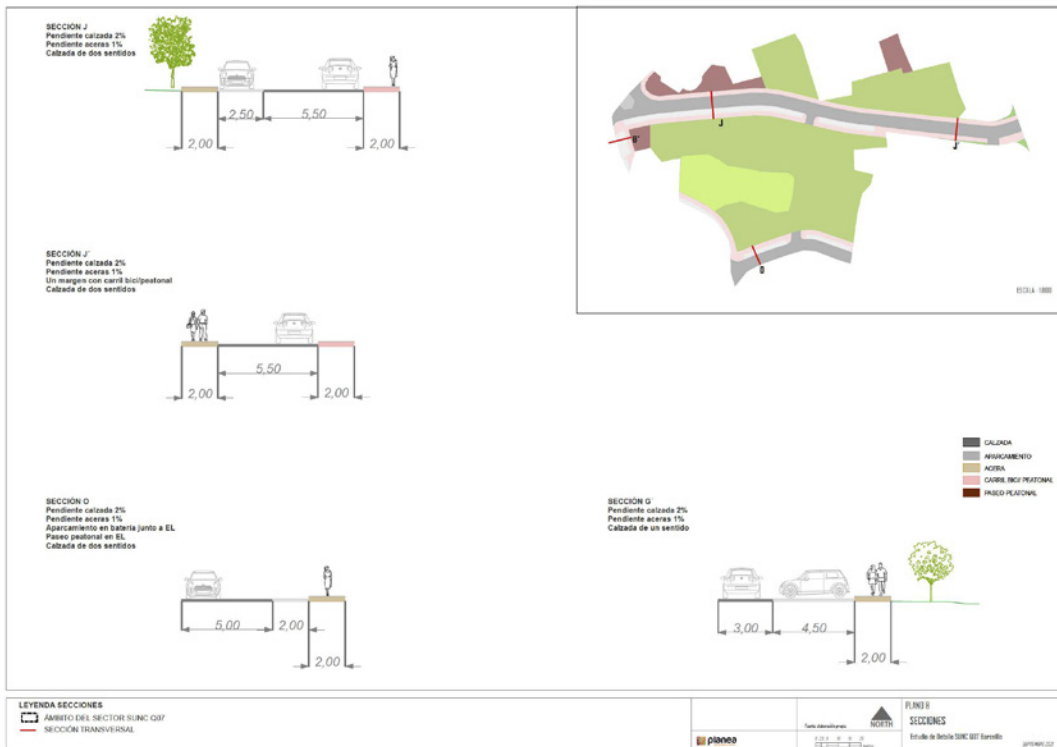 SECCIÓN J
Pendiente calzada 2%
Pendiente aceras 1%
Calzada de dos sentidos
2,50
5,50
2,00
2,00
J
J'
G'
O
SECCIÓN J´
Pendiente calzada 2%
Pendiente aceras 1%
Un margen con carril bici/peatonal
Calzada de dos sentidos
5,50
2,00
2,00
CALZADA
APARCAMIENTO
ACERA
CARRIL BICI/ PEATONAL
PASEO PEATONAL
SECCIÓN O
Pendiente calzada 2%
Pendiente aceras 1%
Aparcamiento en batería junto a EL
Paseo peatonal en EL
Calzada de dos sentidos
5,00
2,00
2,00
SECCIÓN G´
Pendiente calzada 2%
Pendiente aceras 1%
Calzada de un sentido
3,00
4,50
2,00
LEYENDA SECCIONES
ÁMBITO DEL SECTOR SUNC Q07
SECCIÓN TRANSVERSAL
planea
NORTH
PLANO 8
SECCIONES